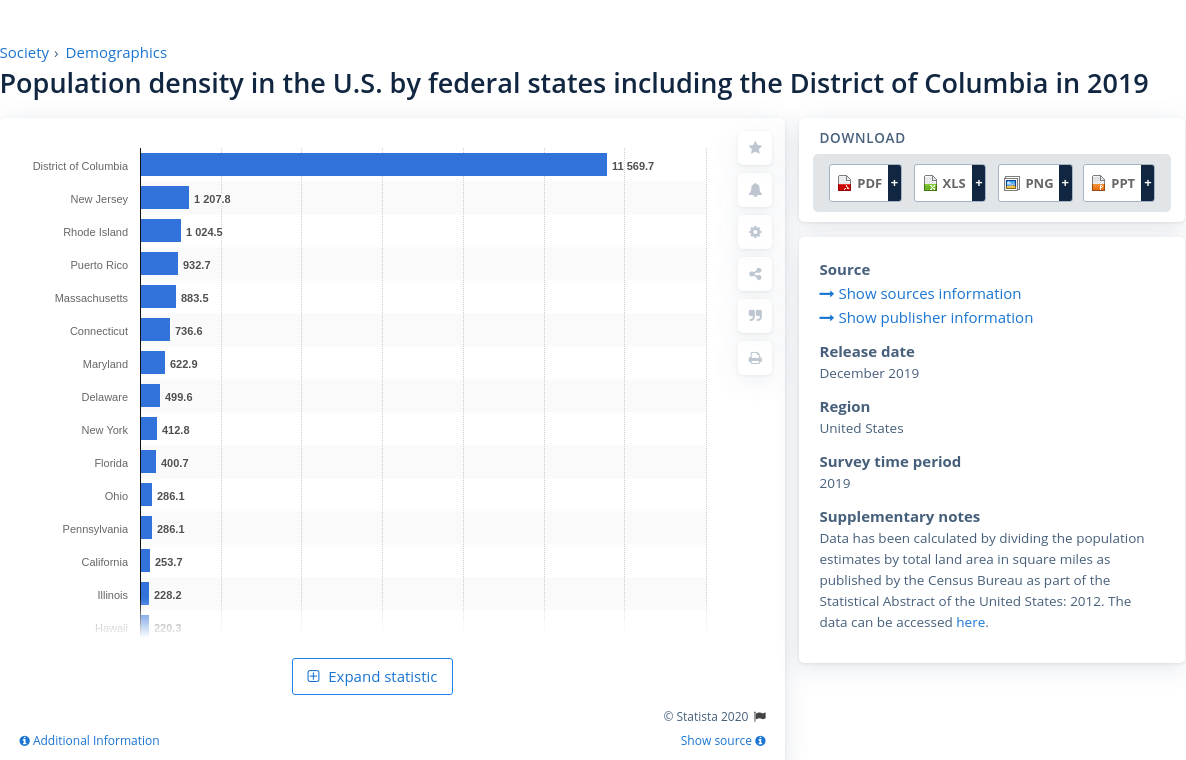 Society › Demographics
Population density in the U.S. by federal states including the District of Columbia in 2019
District of Columbia 11 569.7
New Jersey 1 207.8
Rhode Island 1 024.5
Puerto Rico 932.7
Massachusetts 883.5
Connecticut 736.6
Maryland 622.9
Delaware 499.6
New York 412.8
Florida 400.7
Ohio 286.1
Pennsylvania 286.1
California 253.7
Illinois 228.2
Hawaii 220.3
Expand statistic
© Statista 2020
Additional Information
Show source
DOWNLOAD
PDF + XLS + PNG + PPT +
Source
Show sources information
Show publisher information
Release date
December 2019
Region
United States
Survey time period
2019
Supplementary notes
Data has been calculated by dividing the population
estimates by total land area in square miles as
published by the Census Bureau as part of the
Statistical Abstract of the United States: 2012. The
data can be accessed here.